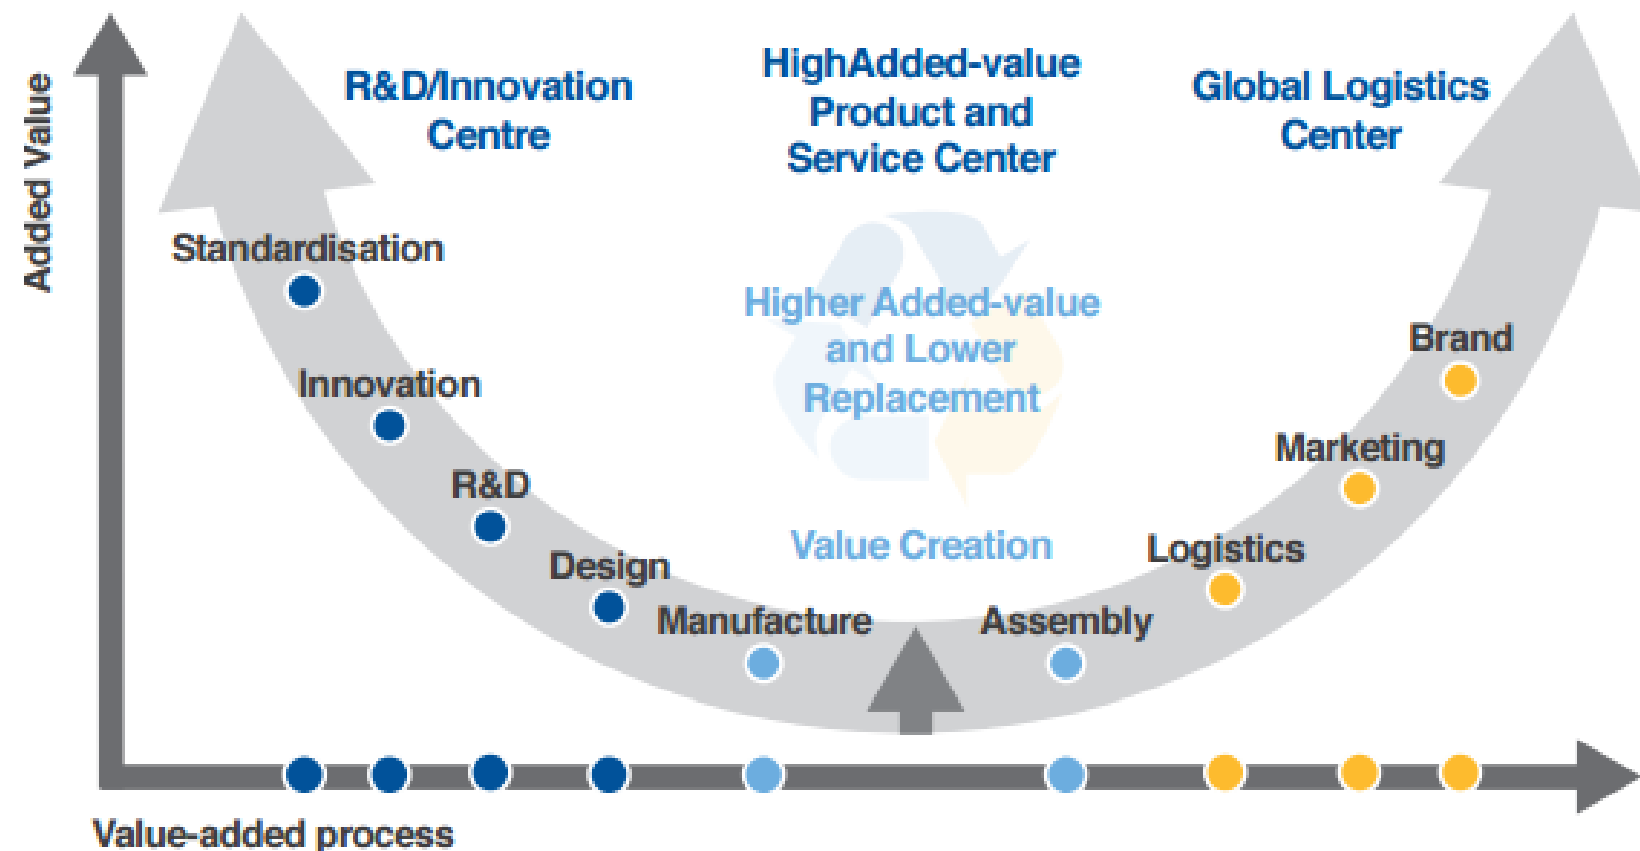 Added Value
R&D/Innovation
Centre
HighAdded-value
Product and
Service Center
Global Logistics
Center
Standardisation
Innovation
R&D
Design
Manufacture
Higher Added-value
and Lower
Replacement
Value Creation
Assembly
Logistics
Marketing
Brand
Value-added process